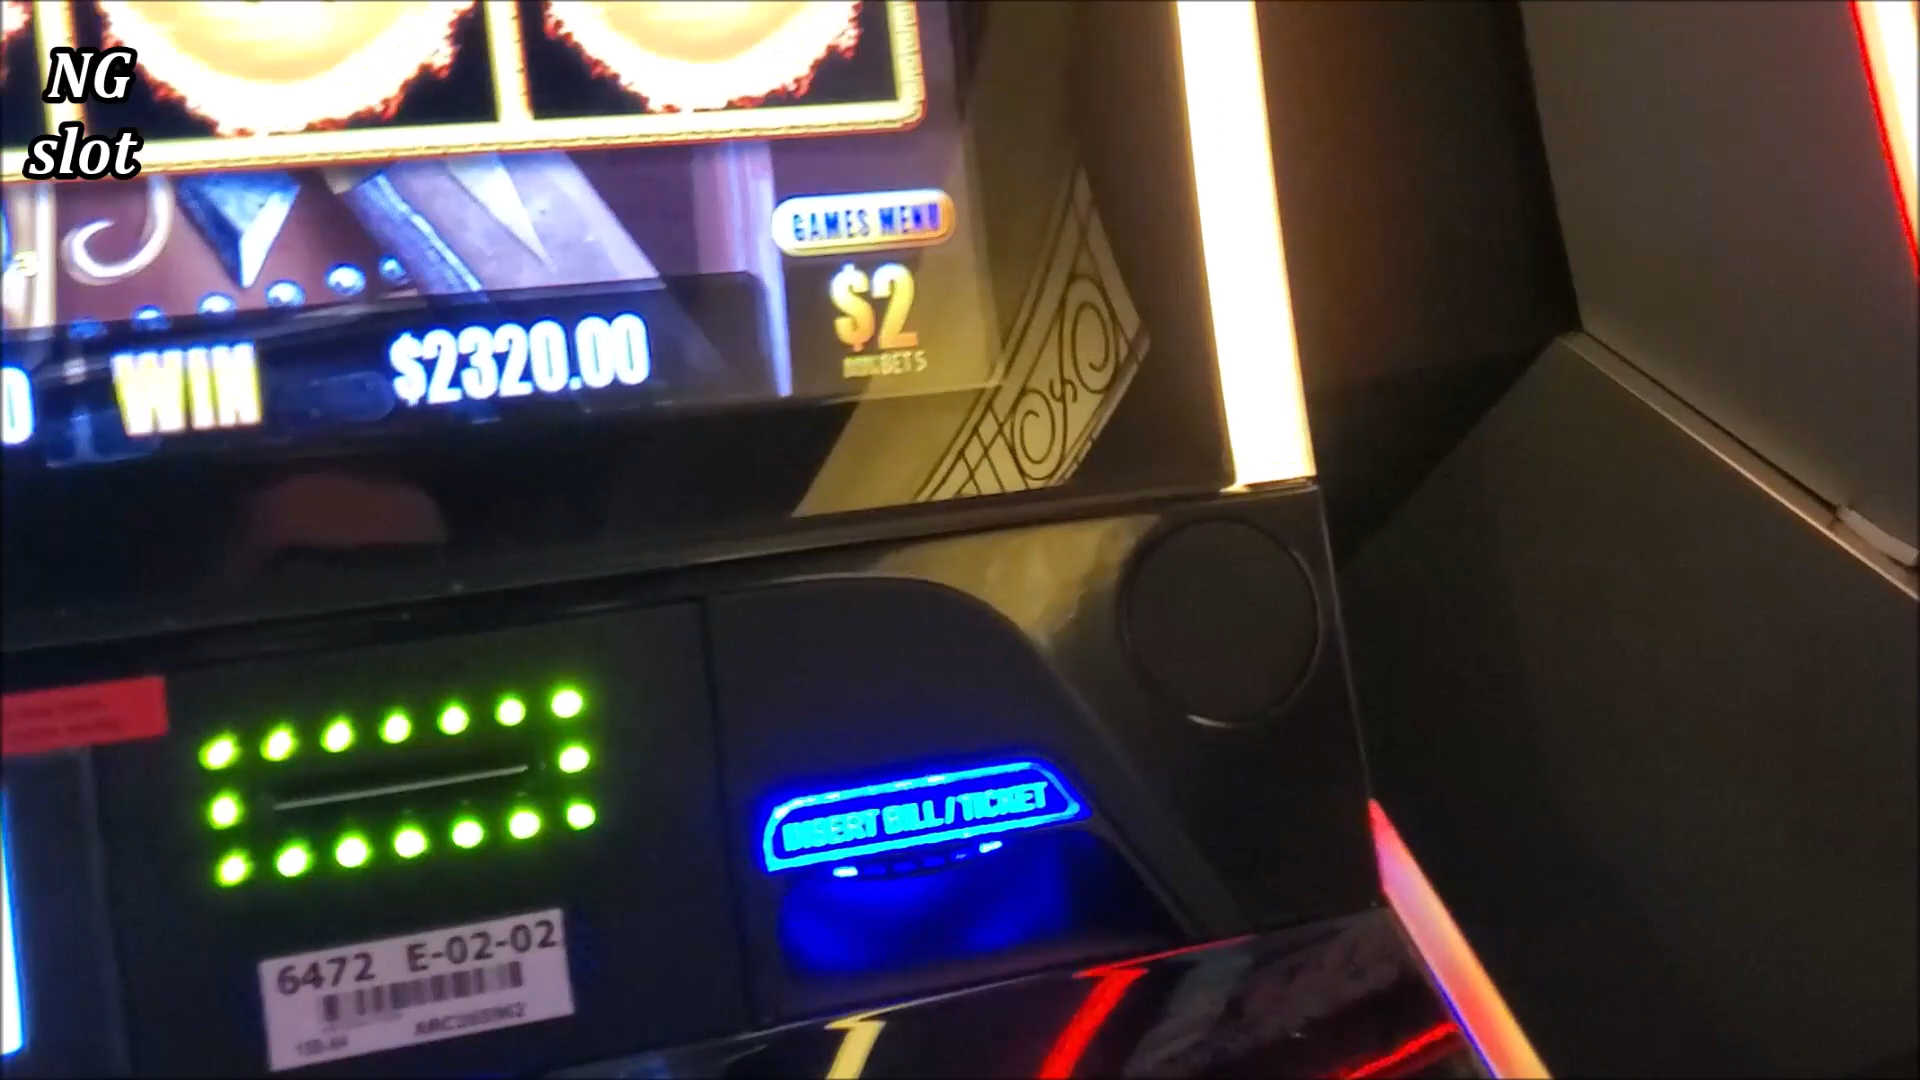 NG
slot
GAMES MENU
$2
WIN $2320.00
INSERT BILL / TICKET
6472 E-02-02